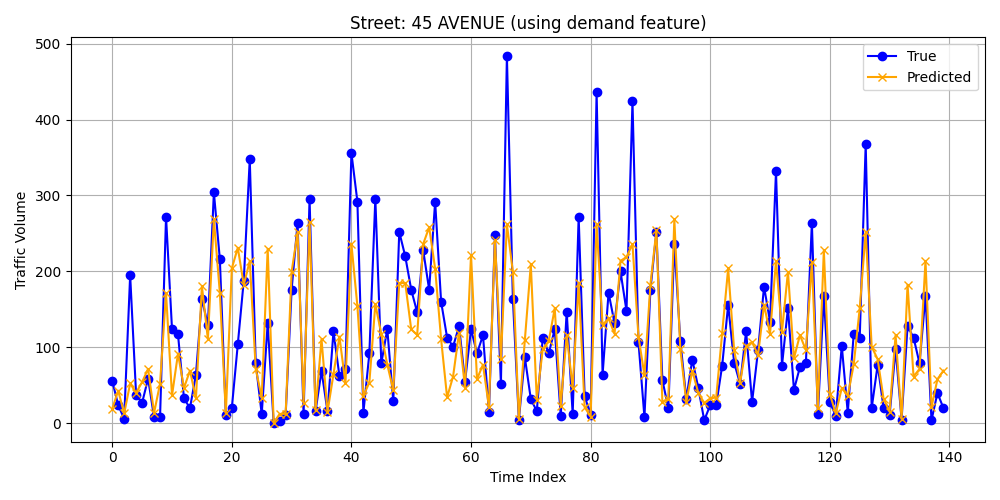 Street: 45 AVENUE (using demand feature)
True
Predicted
Traffic Volume
500
400
300
200
100
0
0 20 40 60 80 100 120 140
Time Index